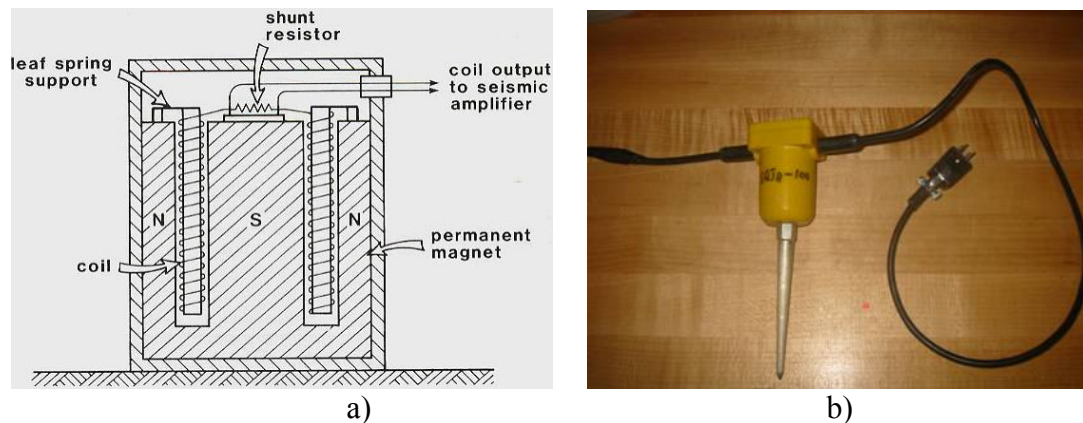 shunt
resistor
leaf spring
support
coil output
to seismic
amplifier
N
S
N
coil
permanent
magnet
a)
b)